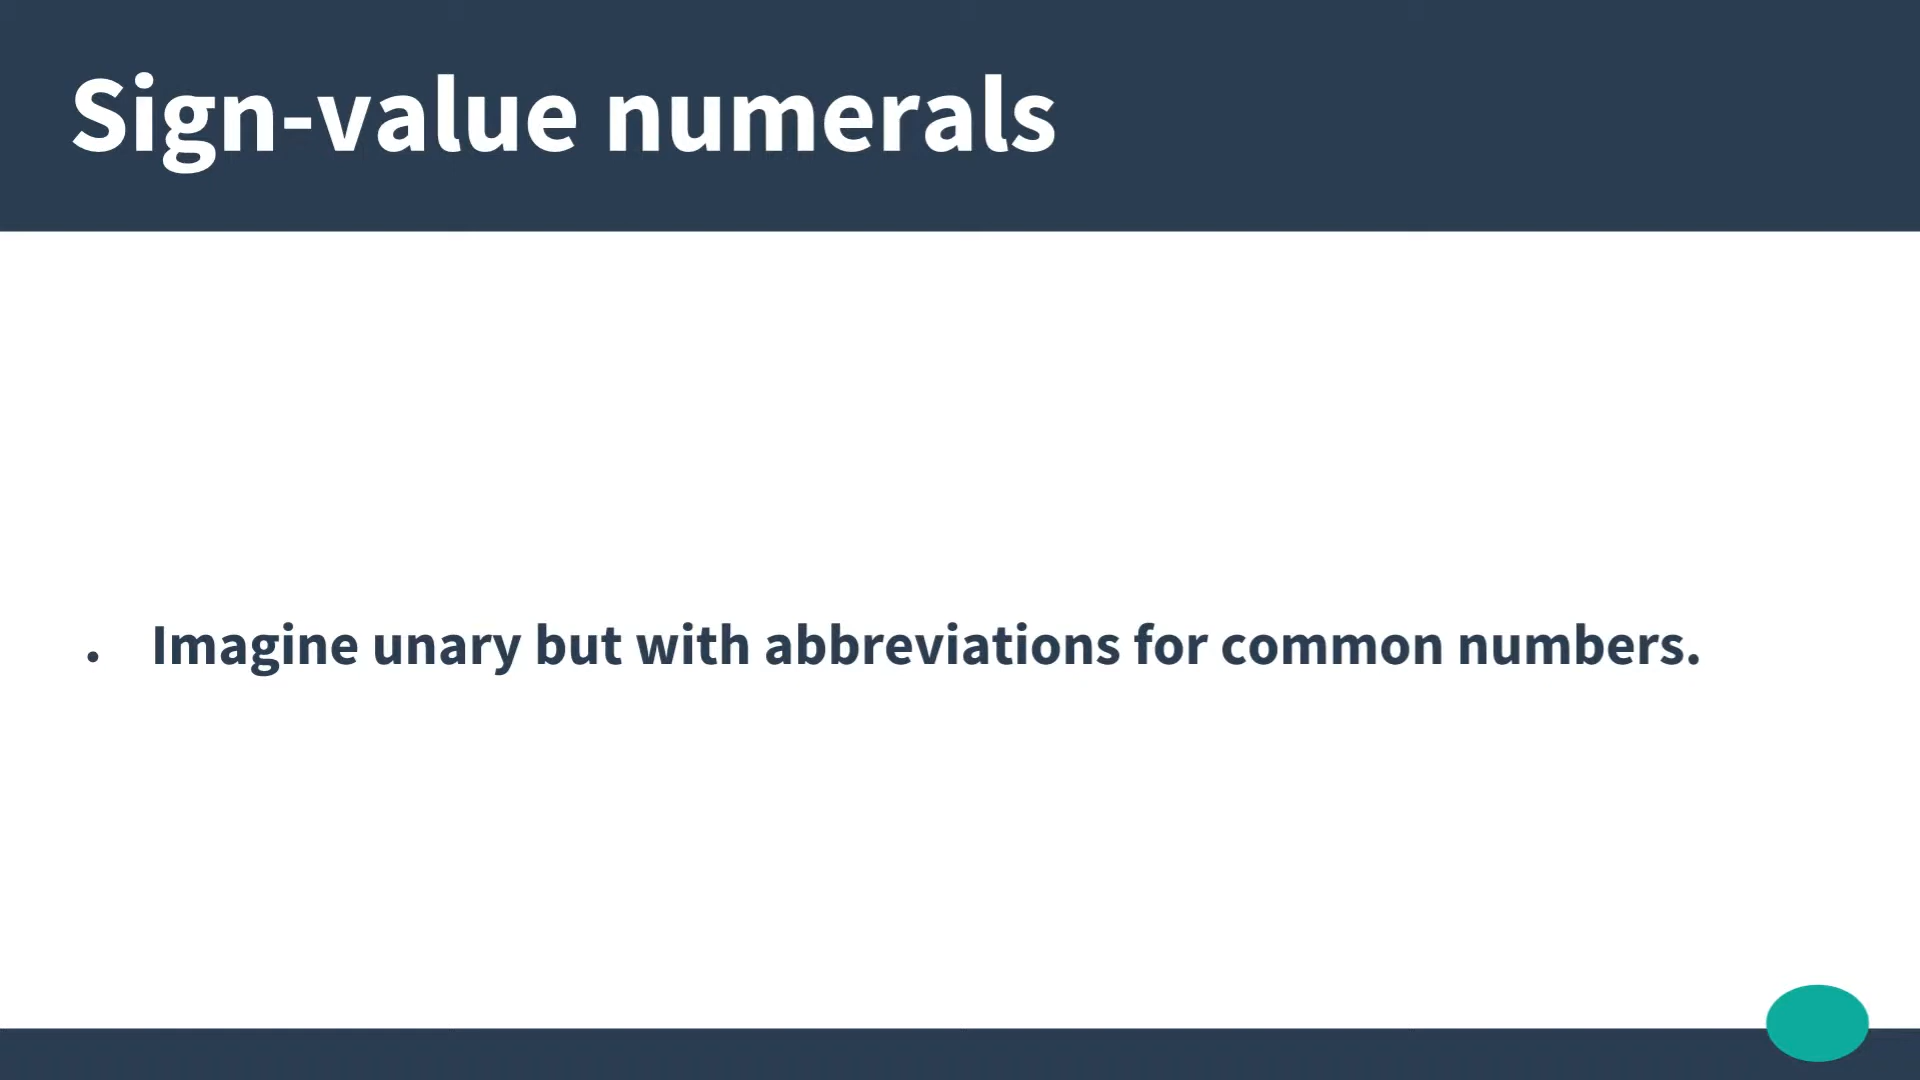 Sign-value numerals
• Imagine unary but with abbreviations for common numbers.